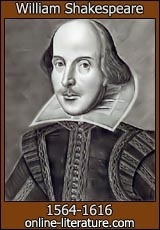 William Shakespeare
1564-1616
online-literature.com